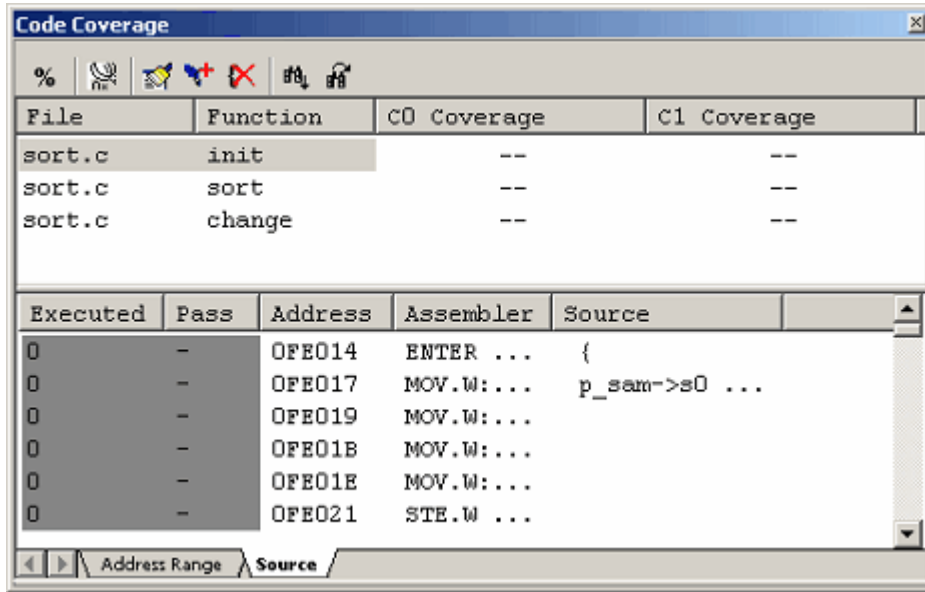 Code Coverage
%
File Function C0 Coverage C1 Coverage
sort.c init -- --
sort.c sort -- --
sort.c change -- --
Executed Pass Address Assembler Source
0 - 0FE014 ENTER ... {
0 - 0FE017 MOV.W:... p_sam->s0 ...
0 - 0FE019 MOV.W:...
0 - 0FE01B MOV.W:...
0 - 0FE01E MOV.W:...
0 - 0FE021 STE.W ...
Address Range Source